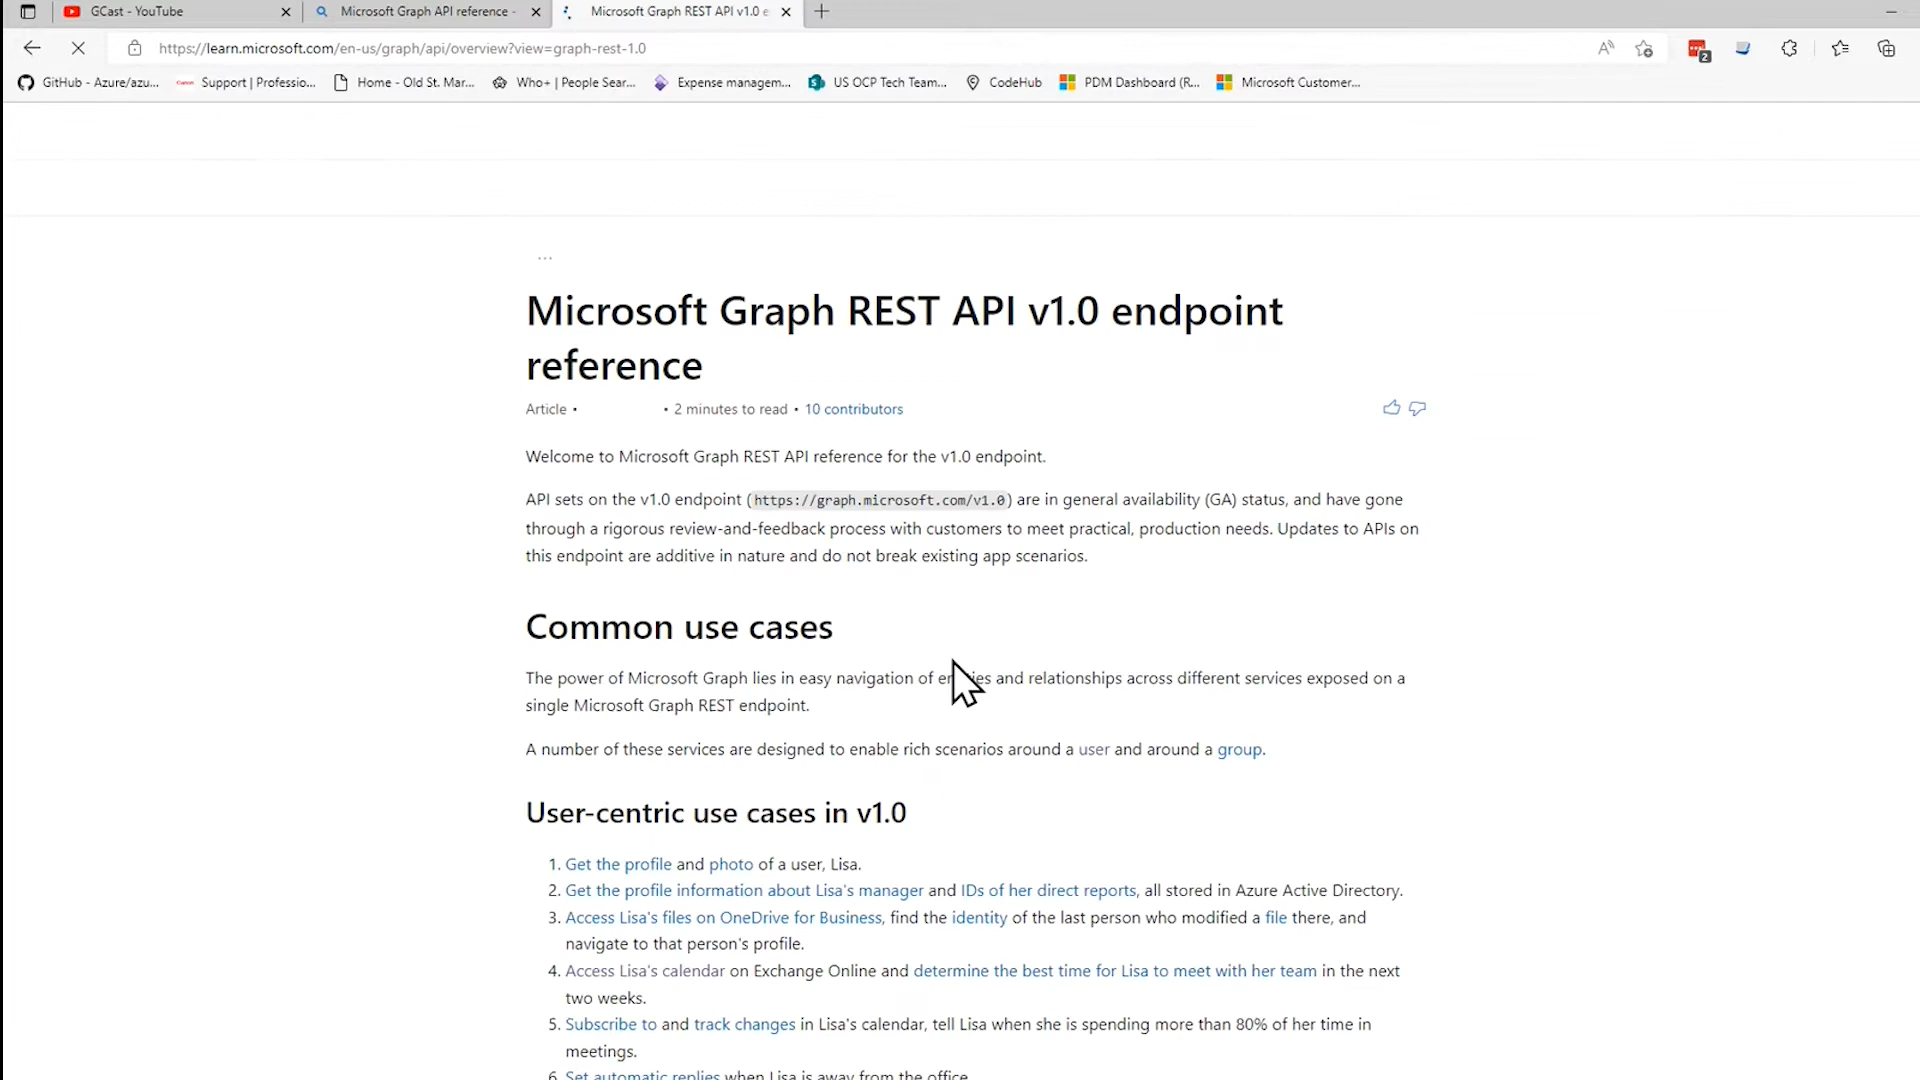 GCast - YouTube
Microsoft Graph API reference -
Microsoft Graph REST API v1.0 e
https://learn.microsoft.com/en-us/graph/api/overview?view=graph-rest-1.0
2
GitHub - Azure/azu...
Support | Professio...
Home - Old St. Mar...
Who+ | People Sear...
Expense managem...
US OCP Tech Team...
CodeHub
PDM Dashboard (R...
Microsoft Customer...
...
Microsoft Graph REST API v1.0 endpoint
reference
Article • • 2 minutes to read • 10 contributors
Welcome to Microsoft Graph REST API reference for the v1.0 endpoint.
API sets on the v1.0 endpoint (https://graph.microsoft.com/v1.0) are in general availability (GA) status, and have gone
through a rigorous review-and-feedback process with customers to meet practical, production needs. Updates to APIs on
this endpoint are additive in nature and do not break existing app scenarios.
Common use cases
The power of Microsoft Graph lies in easy navigation of and relationships across different services exposed on a
single Microsoft Graph REST endpoint.
A number of these services are designed to enable rich scenarios around a user and around a group.
User-centric use cases in v1.0
1. Get the profile and photo of a user, Lisa.
2. Get the profile information about Lisa's manager and IDs of her direct reports, all stored in Azure Active Directory.
3. Access Lisa's files on OneDrive for Business, find the identity of the last person who modified a file there, and
navigate to that person's profile.
4. Access Lisa's calendar on Exchange Online and determine the best time for Lisa to meet with her team in the next
two weeks.
5. Subscribe to and track changes in Lisa's calendar, tell Lisa when she is spending more than 80% of her time in
meetings.
6. Set automatic replies when Lisa is away from the office.